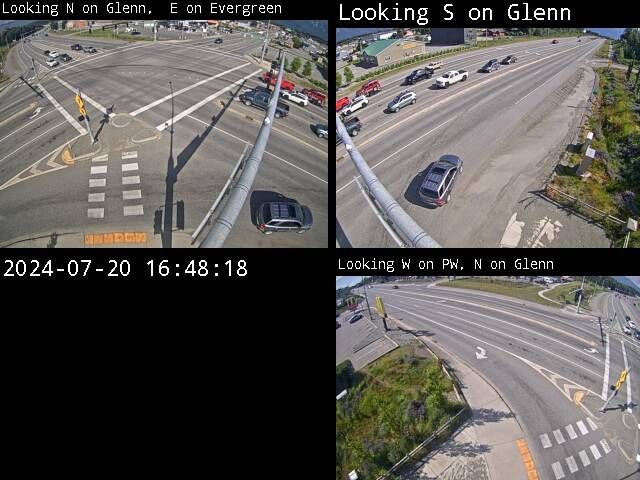 Looking N on Glenn,  E on Evergreen
Looking S on Glenn
2024-07-20 16:48:18
Looking W on PW, N on Glenn